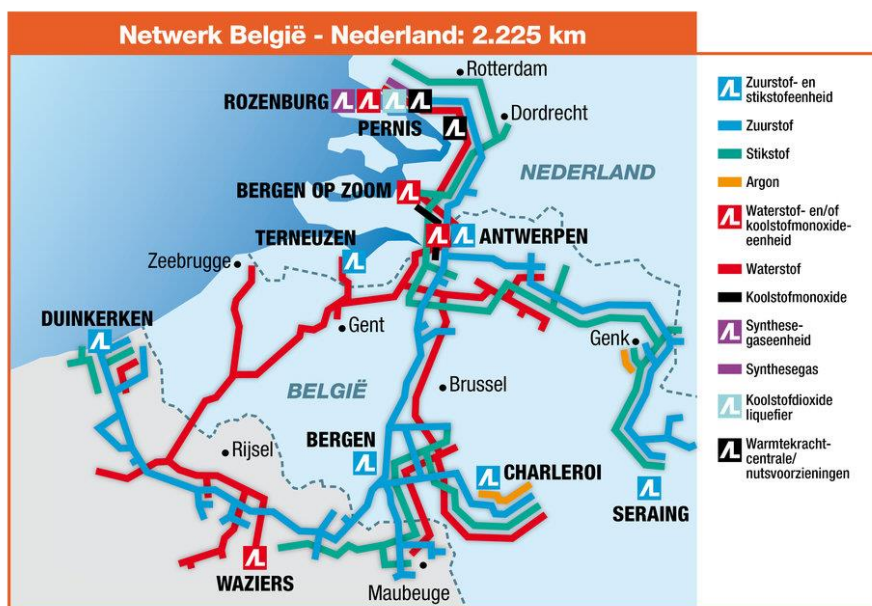 Netwerk België - Nederland: 2.225 km
Rotterdam
ROZENBURG
Dordrecht
PERNIS
NEDERLAND
BERGEN OP ZOOM
TERNEUZEN
ANTWERPEN
Zeebrugge
DUINKERKEN
Gent
Genk
BELGIË
Brussel
Rijsel
BERGEN
CHARLEROI
SERAING
WAZIERS
Maubeuge
Zuurstof- en
stikstofeenheid
Zuurstof
Stikstof
Argon
Waterstof- en/of
koolstofmonoxide-
eenheid
Waterstof
Koolstofmonoxide
Synthese-
gaseenheid
Synthesegas
Koolstofdioxide
liquefier
Warmtekracht-
centrale/
nutsvoorzieningen